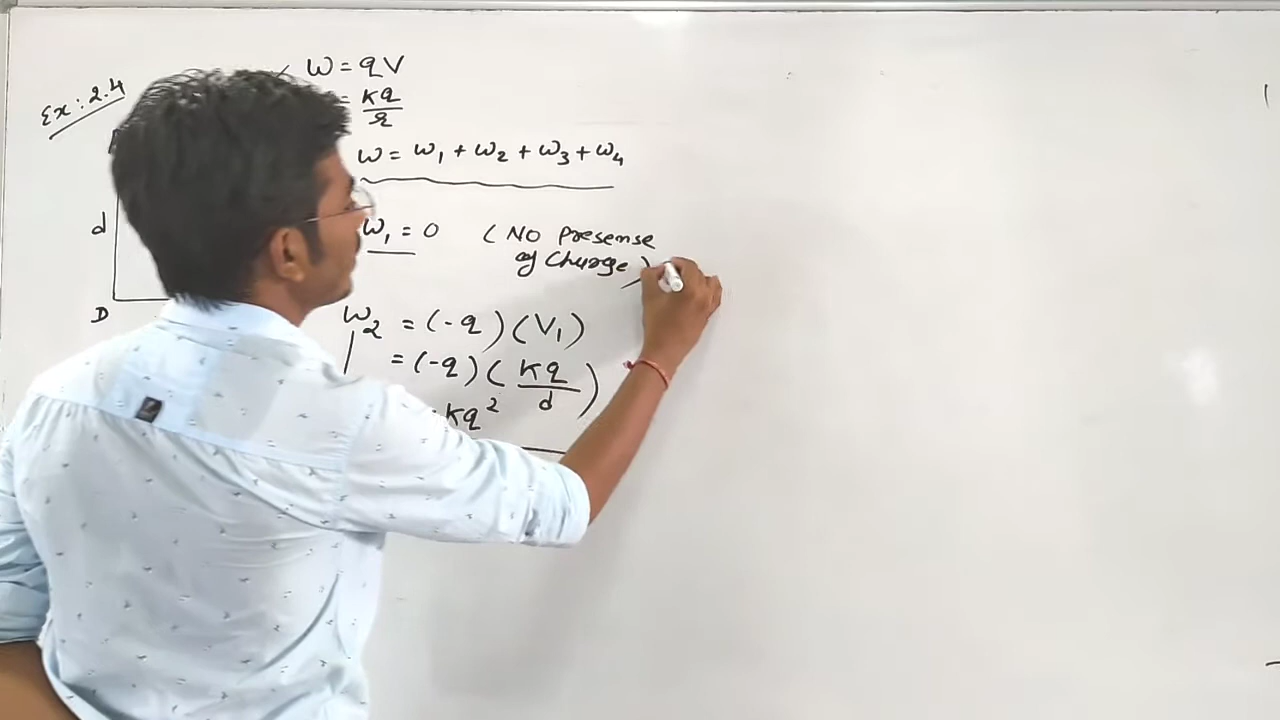 Ex: 2.4
W = qV
= Kq
r
W = W₁ + W₂ + W₃ + W₄
d
W₁ = 0 (No Presense
of Charge)
D
W₂ = (-q)(V₁)
= (-q)(Kq/d)
Kq²